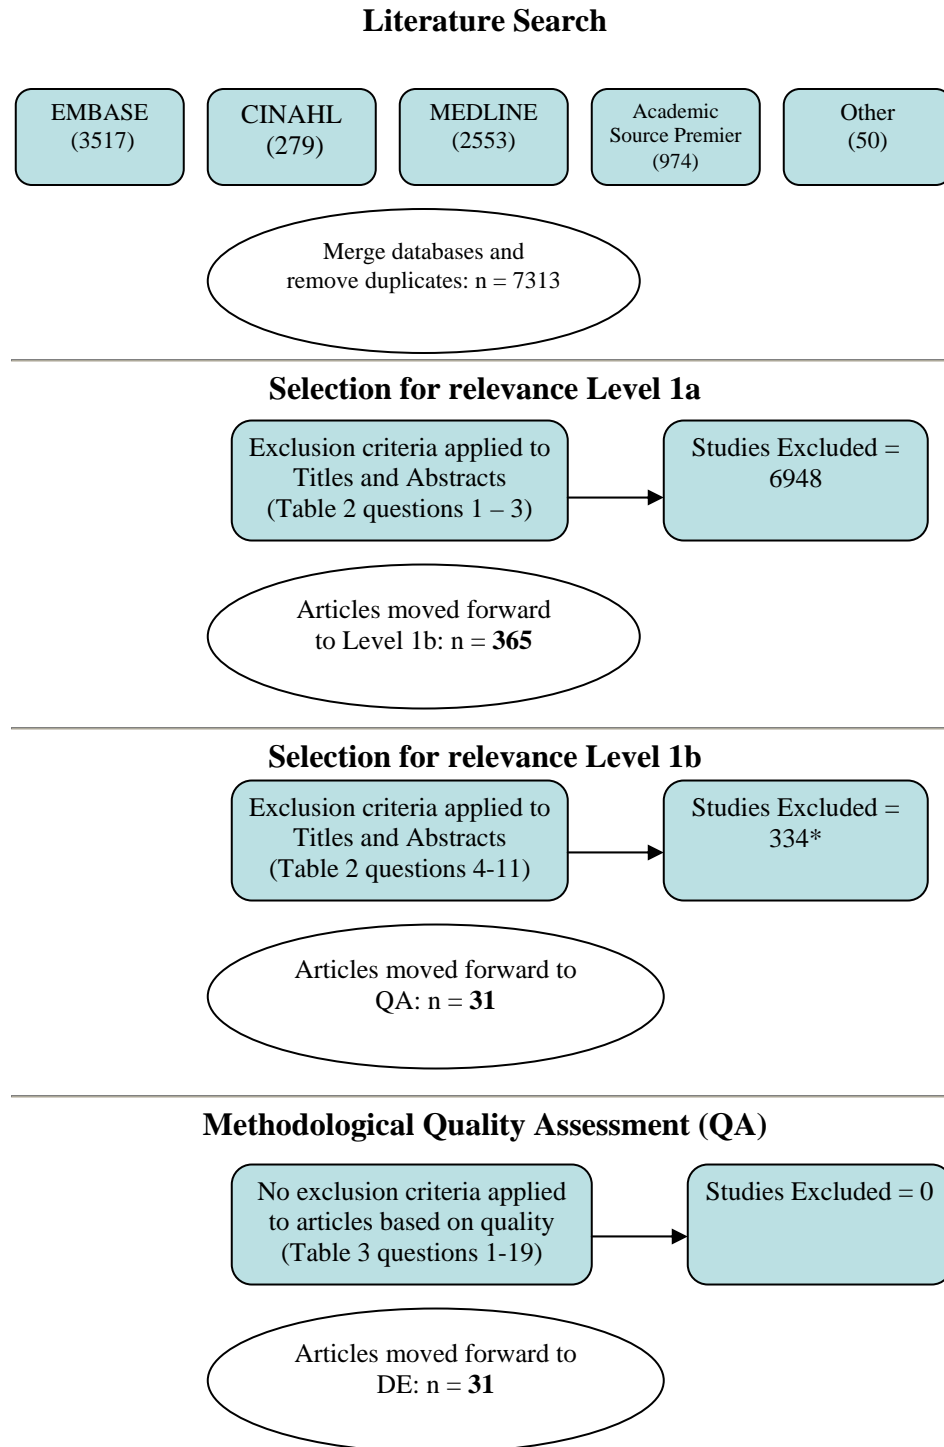 Literature Search
EMBASE
(3517)
CINAHL
(279)
MEDLINE
(2553)
Academic
Source Premier
(974)
Other
(50)
Merge databases and
remove duplicates: n = 7313
Selection for relevance Level 1a
Exclusion criteria applied to
Titles and Abstracts
(Table 2 questions 1 – 3)
Studies Excluded =
6948
Articles moved forward
to Level 1b: n = 365
Selection for relevance Level 1b
Exclusion criteria applied to
Titles and Abstracts
(Table 2 questions 4-11)
Studies Excluded =
334*
Articles moved forward to
QA: n = 31
Methodological Quality Assessment (QA)
No exclusion criteria applied
to articles based on quality
(Table 3 questions 1-19)
Studies Excluded = 0
Articles moved forward to
DE: n = 31